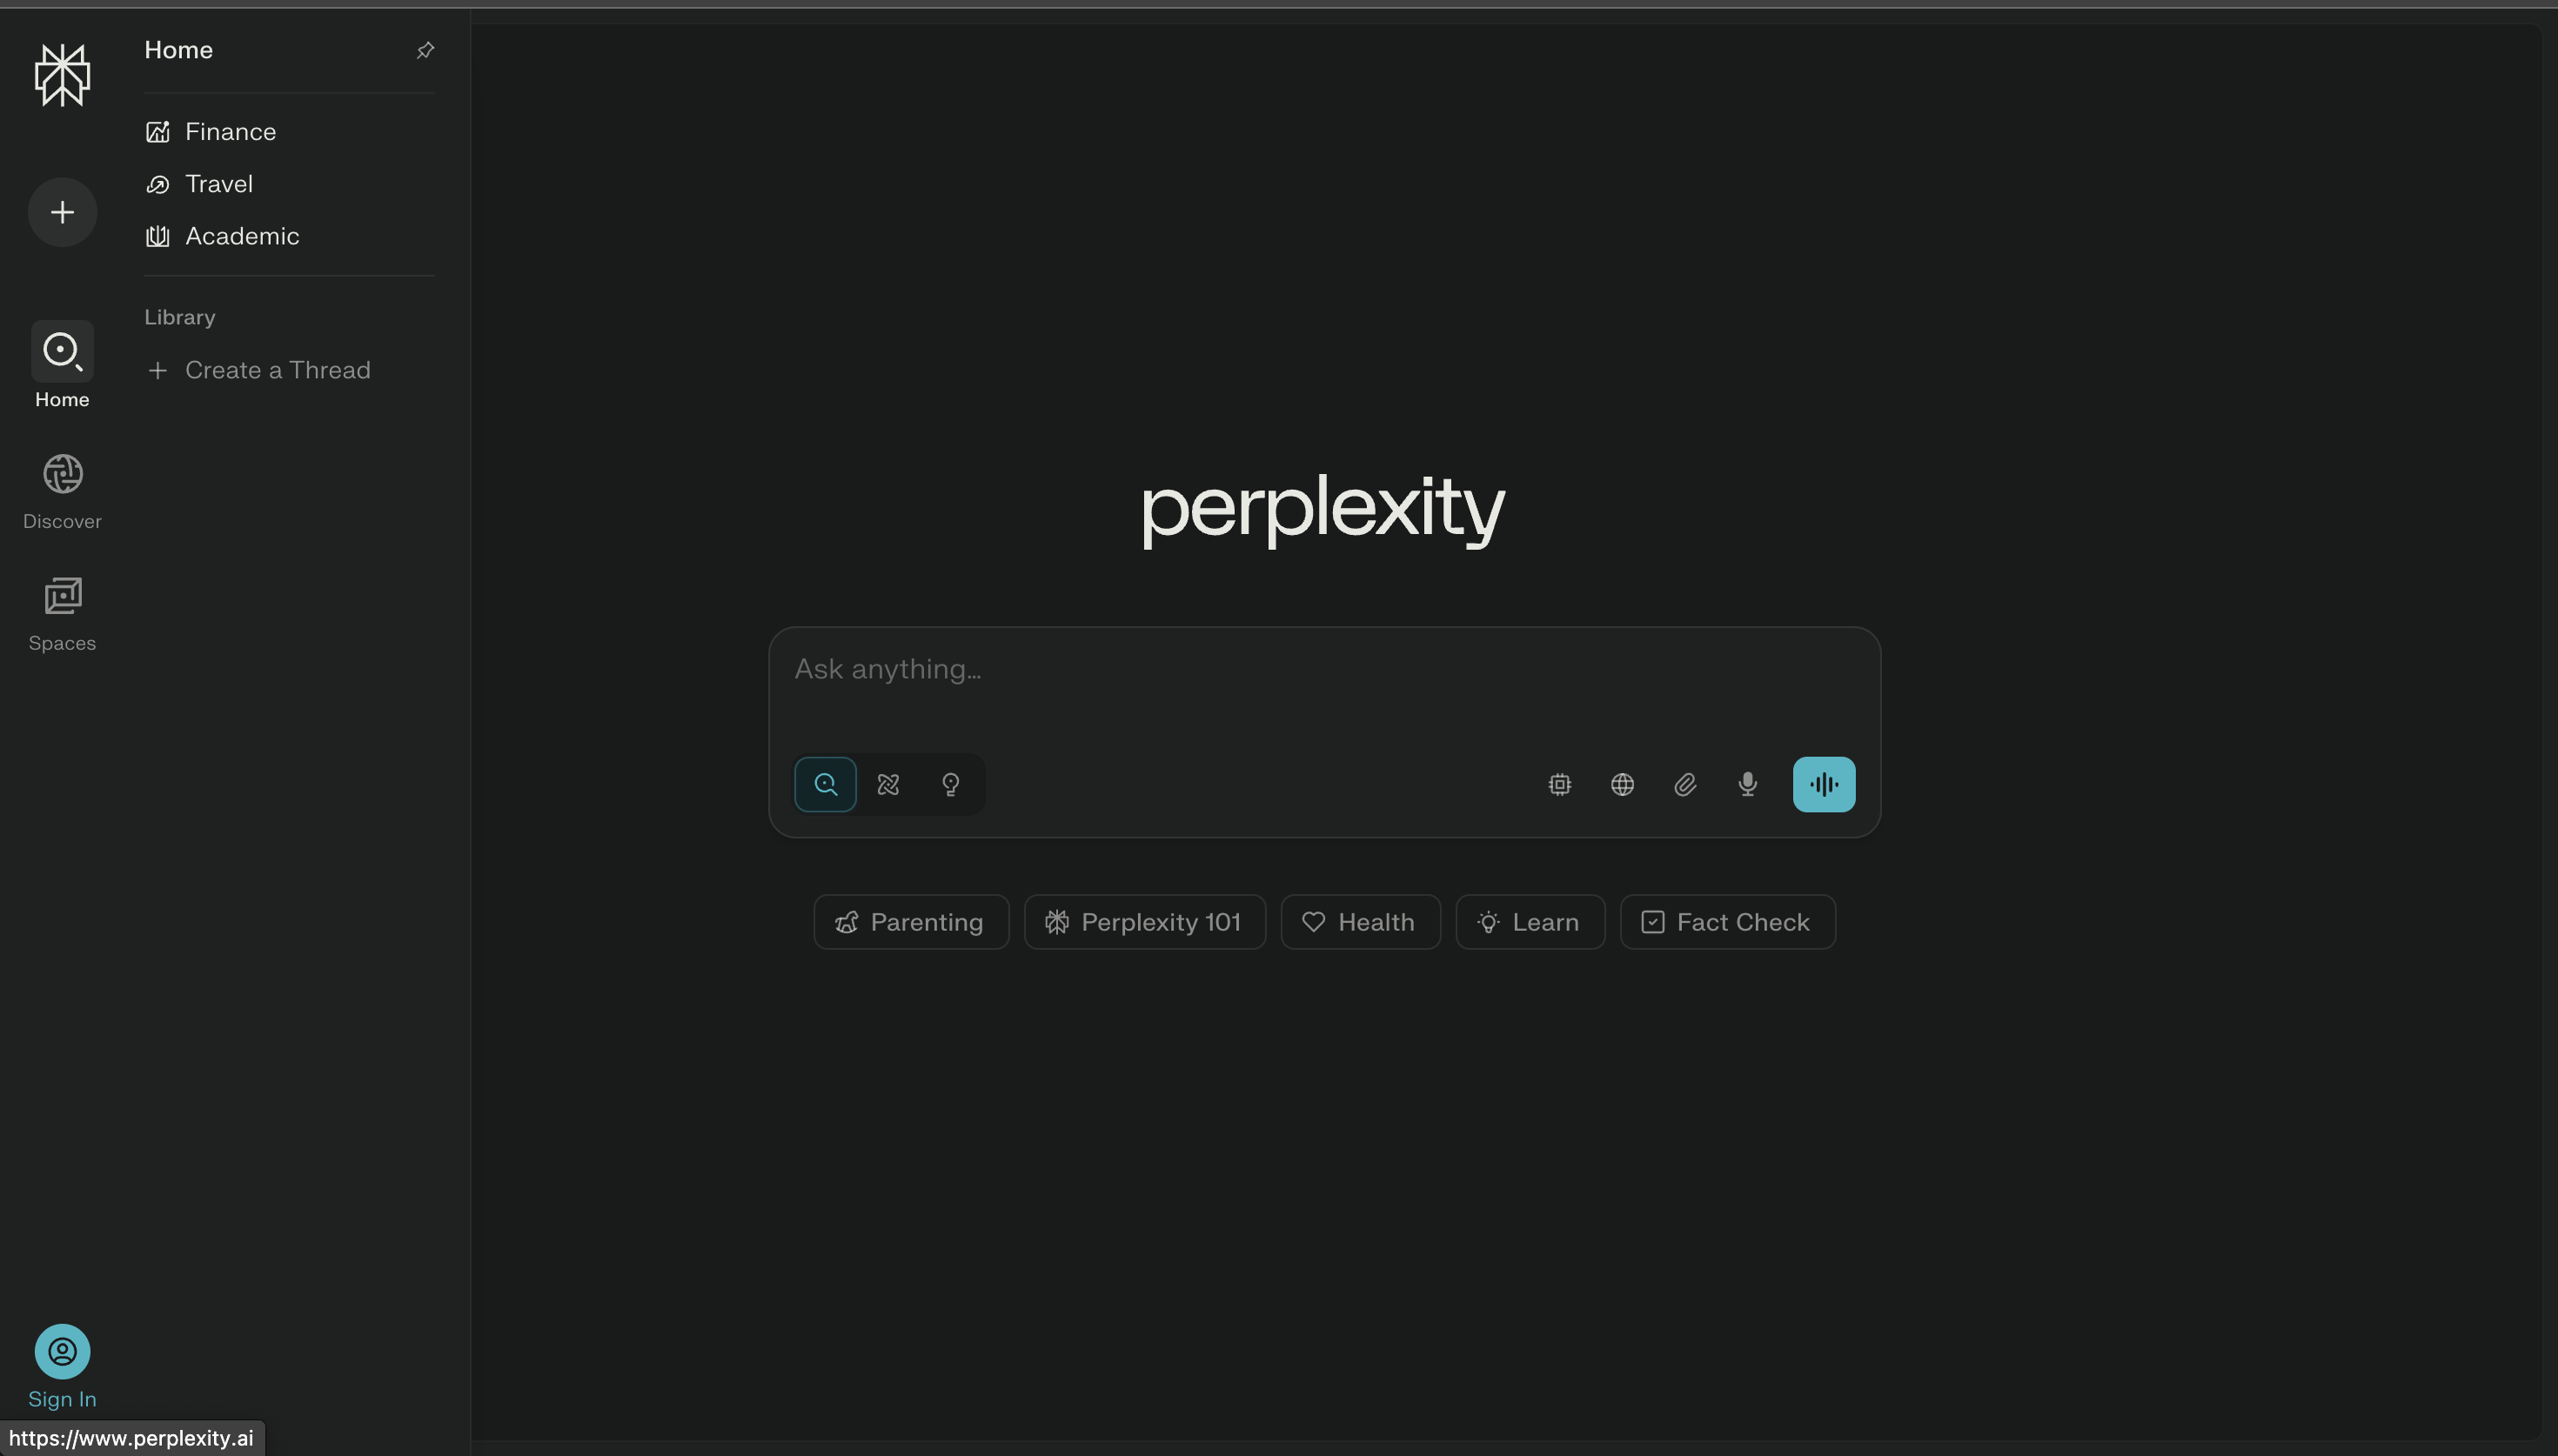 Home
Finance
Travel
Academic
Library
Create a Thread
Home
Discover
Spaces
Sign In
https://www.perplexity.ai
perplexity
Ask anything...
Parenting
Perplexity 101
Health
Learn
Fact Check